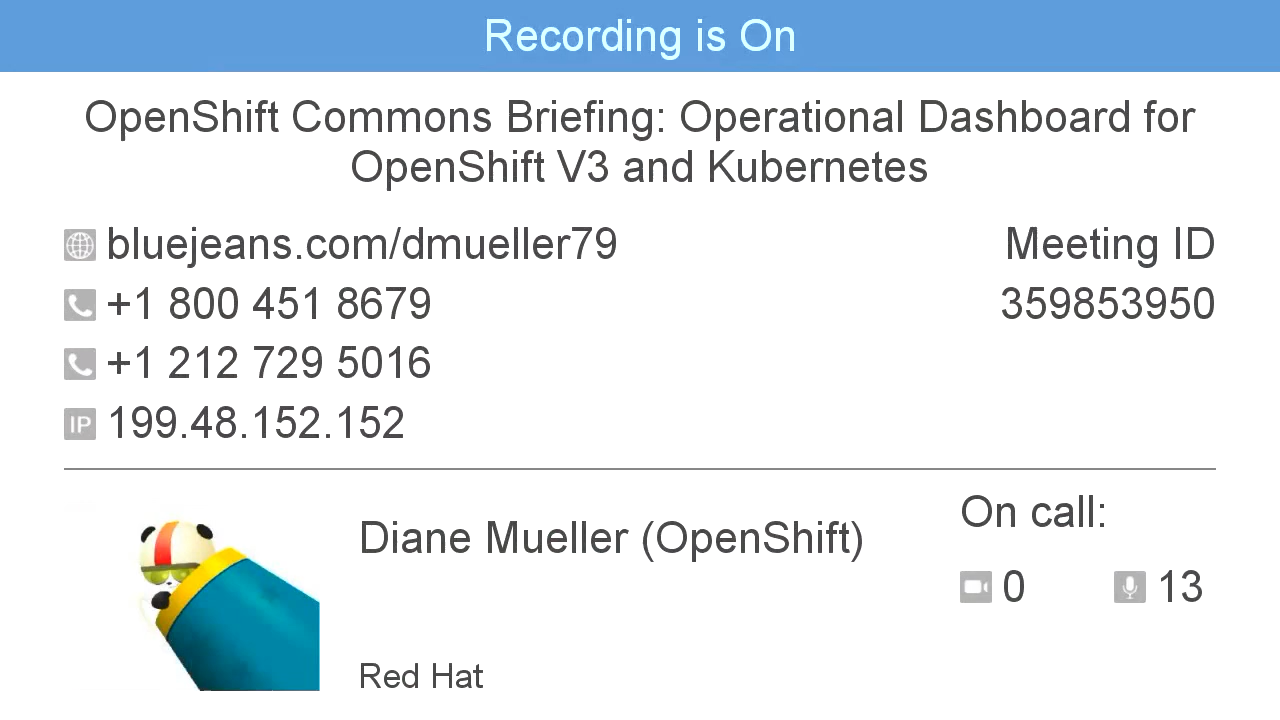 Recording is On
OpenShift Commons Briefing: Operational Dashboard for
OpenShift V3 and Kubernetes
bluejeans.com/dmueller79
Meeting ID
+1 800 451 8679
359853950
+1 212 729 5016
IP 199.48.152.152
Diane Mueller (OpenShift)
On call:
0 13
Red Hat